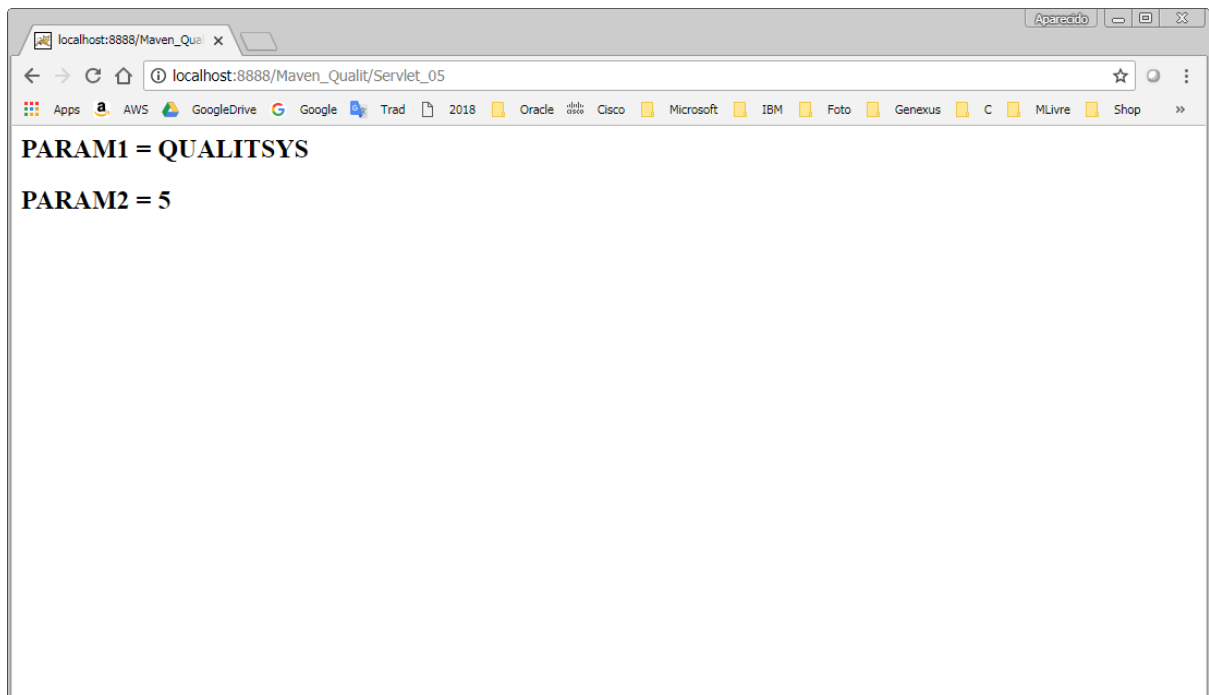 Aparecido
localhost:8888/Maven_Qual
localhost:8888/Maven_Qualit/Servlet_05
Apps AWS GoogleDrive Google Trad 2018 Oracle Cisco Microsoft IBM Foto Genexus C MLivre Shop »
PARAM1 = QUALITSYS
PARAM2 = 5